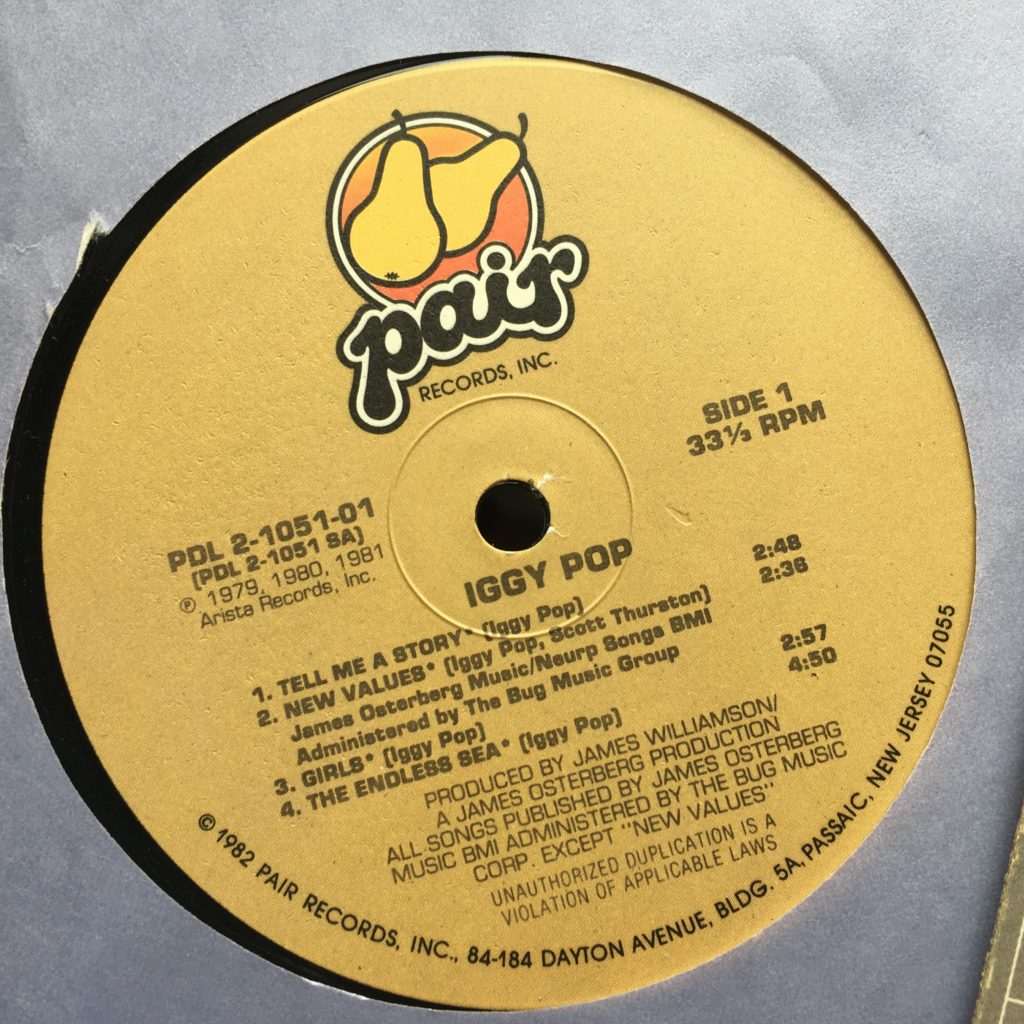 pair
RECORDS, INC.
SIDE 1
33⅓ RPM
PDL 2-1051-01
(PDL 2-1051 SA)
℗ 1979, 1980, 1981
Arista Records, Inc.
IGGY POP
1. TELL ME A STORY* (Iggy Pop) 2:48
2. NEW VALUES* (Iggy Pop, Scott Thurston) 2:36
James Osterberg Music/Neurp Songs BMI
Administered by The Bug Music Group
3. GIRLS* (Iggy Pop) 2:57
4. THE ENDLESS SEA* (Iggy Pop) 4:50
PRODUCED BY JAMES WILLIAMSON/
A JAMES OSTERBERG PRODUCTION
ALL SONGS PUBLISHED BY JAMES OSTERBERG
MUSIC BMI ADMINISTERED BY THE BUG MUSIC
CORP. EXCEPT "NEW VALUES"
UNAUTHORIZED DUPLICATION IS A
VIOLATION OF APPLICABLE LAWS
© 1982 PAIR RECORDS, INC., 84-184 DAYTON AVENUE, BLDG. 5A, PASSAIC, NEW JERSEY 07055